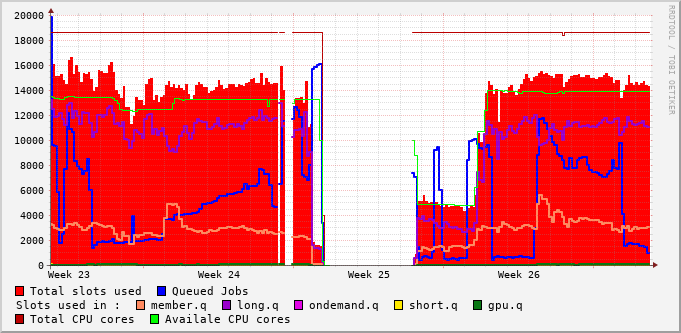 20000
18000
16000
14000
12000
10000
8000
6000
4000
2000
0
Week 23 Week 24 Week 25 Week 26
Total slots used Queued Jobs
Slots used in : member.q long.q ondemand.q short.q gpu.q
Total CPU cores Availale CPU cores
RRDTOOL / TOBI OETIKER